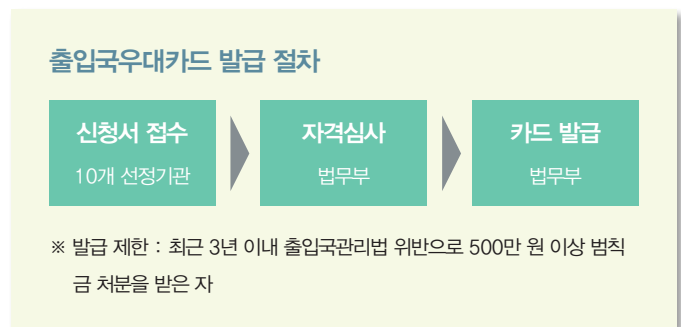 출입국우대카드 발급 절차
신청서 접수
10개 선정기관
자격심사
법무부
카드 발급
법무부
※ 발급 제한 : 최근 3년 이내 출입국관리법 위반으로 500만 원 이상 범칙
금 처분을 받은 자